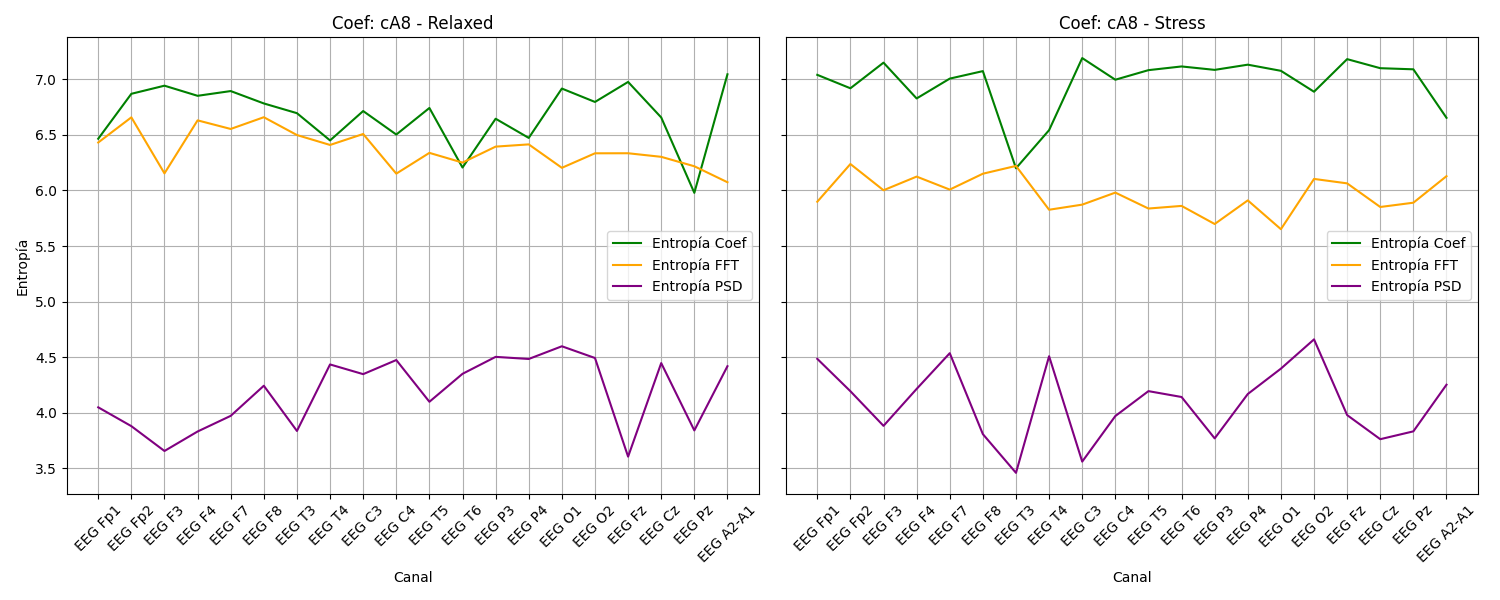 Coef: cA8 - Relaxed
Entropía
7.0
6.5
6.0
5.5
5.0
4.5
4.0
3.5
Entropía Coef
Entropía FFT
Entropía PSD
EEG Fp1
EEG Fp2
EEG F3
EEG F4
EEG F7
EEG F8
EEG T3
EEG T4
EEG C3
EEG C4
EEG T5
EEG T6
EEG P3
EEG P4
EEG O1
EEG O2
EEG Fz
EEG Cz
EEG Pz
EEG A2-A1
Canal
Coef: cA8 - Stress
Entropía Coef
Entropía FFT
Entropía PSD
EEG Fp1
EEG Fp2
EEG F3
EEG F4
EEG F7
EEG F8
EEG T3
EEG T4
EEG C3
EEG C4
EEG T5
EEG T6
EEG P3
EEG P4
EEG O1
EEG O2
EEG Fz
EEG Cz
EEG Pz
EEG A2-A1
Canal